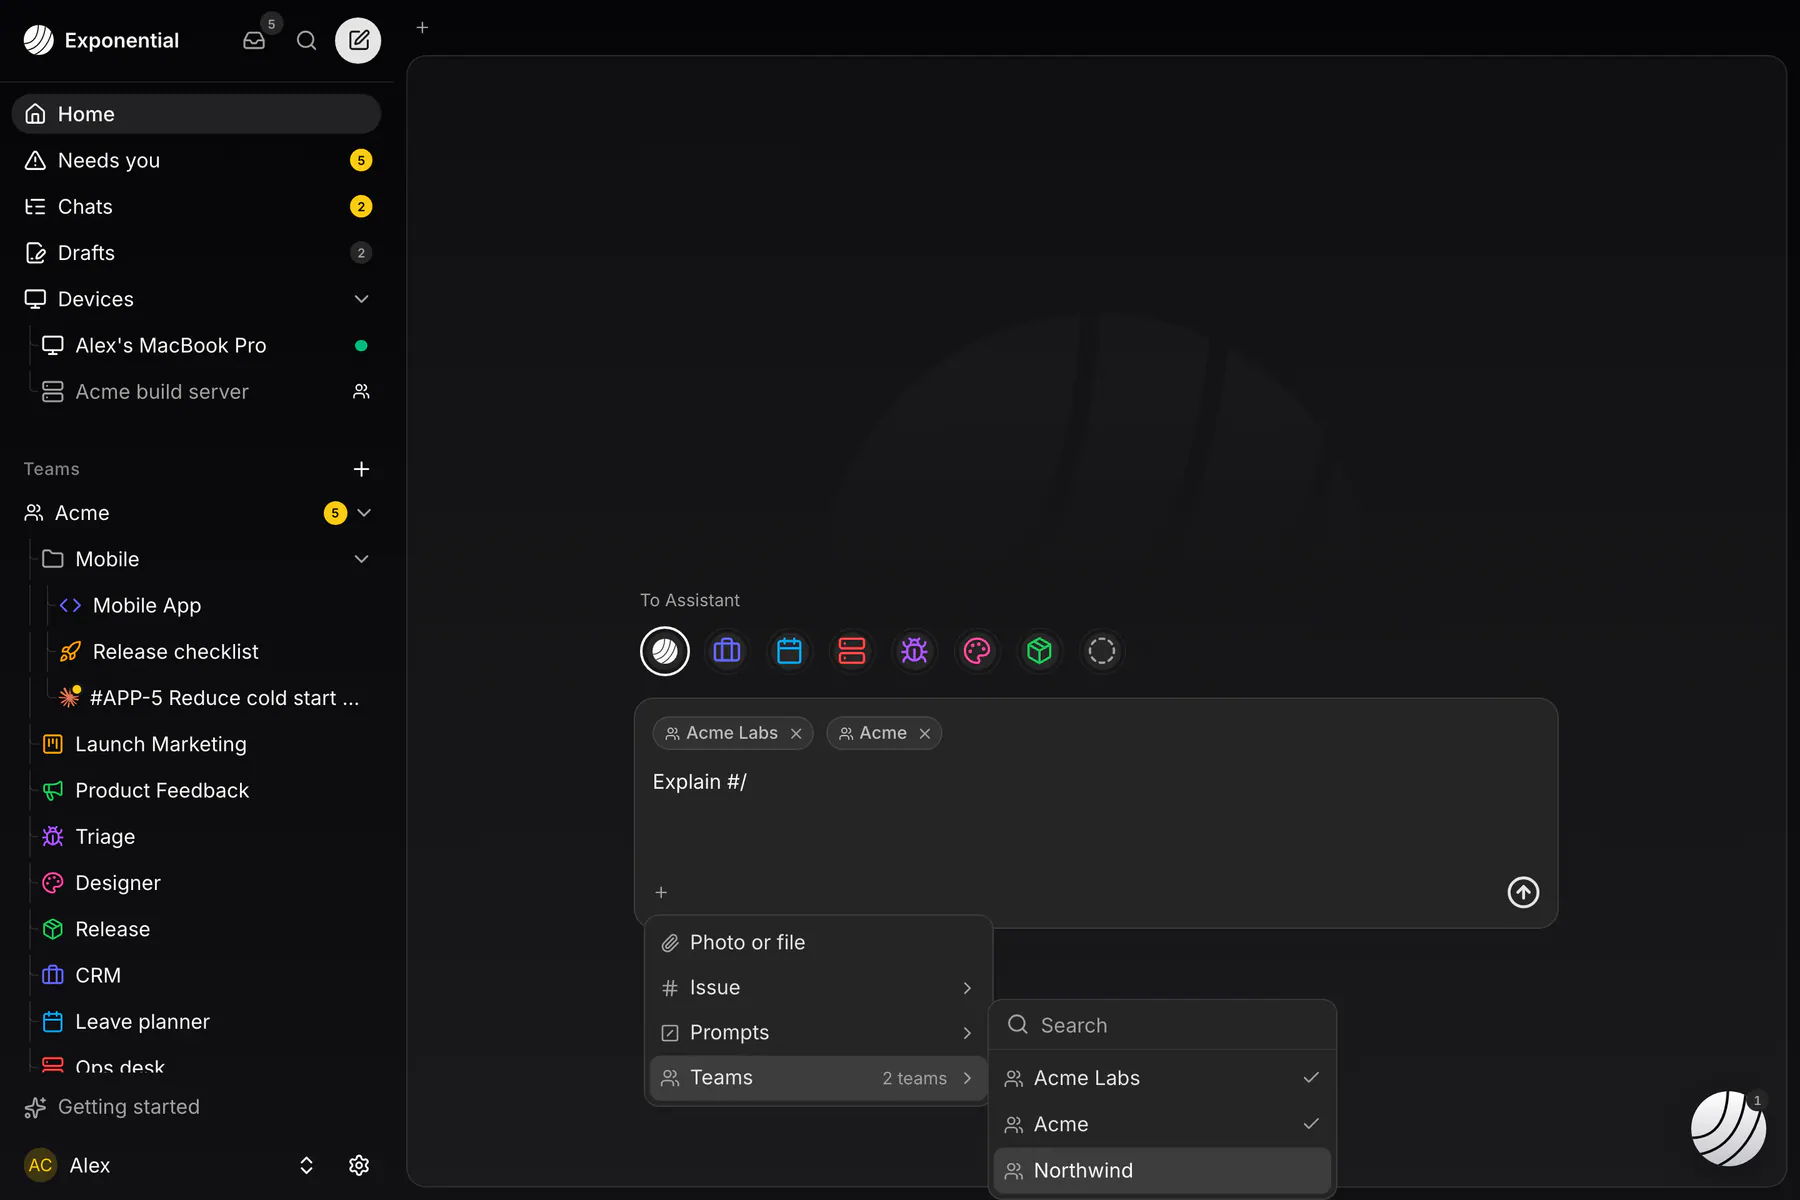 Exponential
5
Home
Needs you
5
Chats
2
Drafts
2
Devices
Alex's MacBook Pro
Acme build server
Teams
Acme
5
Mobile
Mobile App
Release checklist
#APP-5 Reduce cold start ...
Launch Marketing
Product Feedback
Triage
Designer
Release
CRM
Leave planner
Ops desk
Getting started
AC
Alex
To Assistant
Acme Labs
Acme
Explain #/
Photo or file
Issue
Prompts
Teams
2 teams
Search
Acme Labs
Acme
Northwind
1